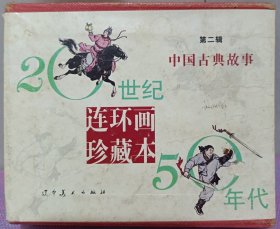 第二辑
中国古典故事
20世纪
连环画
珍藏本
50年代
辽宁美术出版社